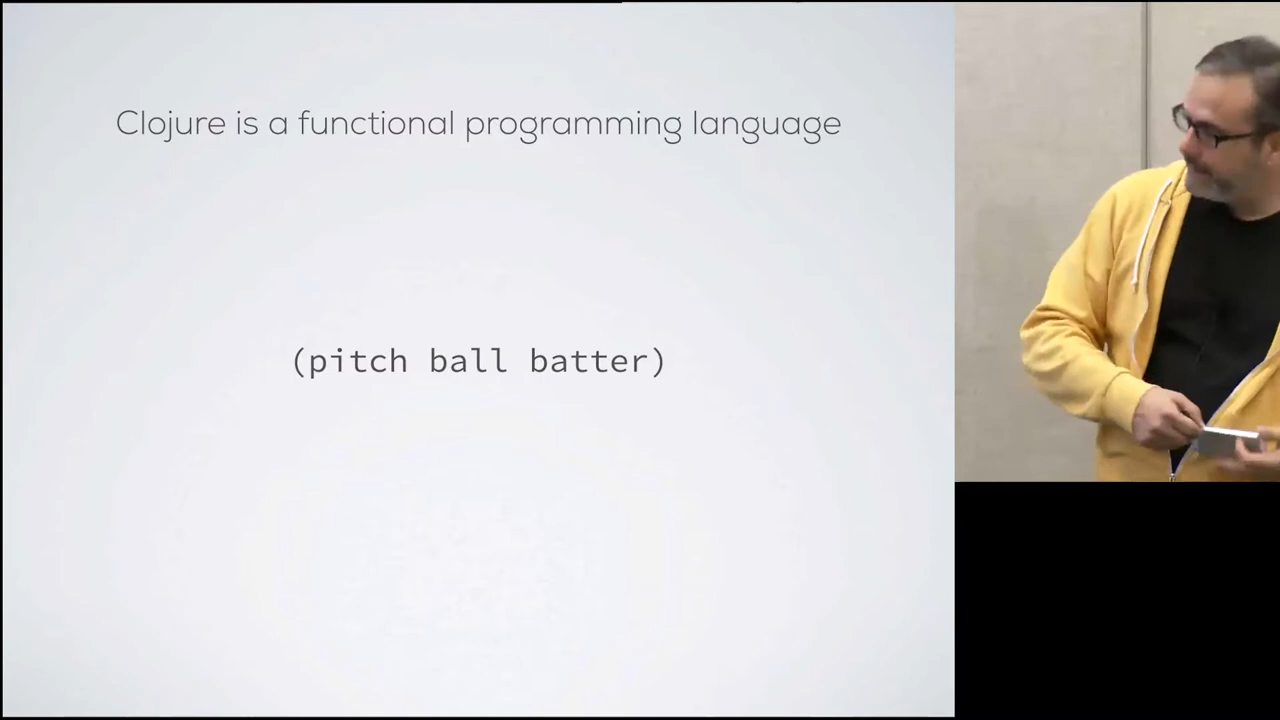 Clojure is a functional programming language
(pitch ball batter)